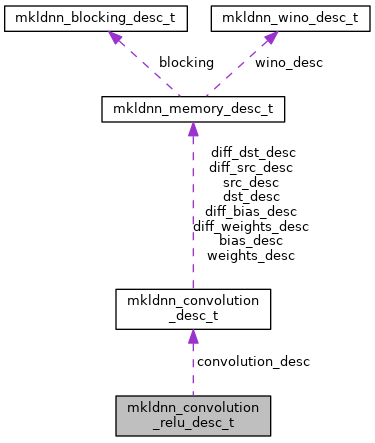 mkldnn_blocking_desc_t
mkldnn_wino_desc_t
blocking
wino_desc
mkldnn_memory_desc_t
diff_dst_desc
diff_src_desc
src_desc
dst_desc
diff_bias_desc
diff_weights_desc
bias_desc
weights_desc
mkldnn_convolution
_desc_t
convolution_desc
mkldnn_convolution
_relu_desc_t